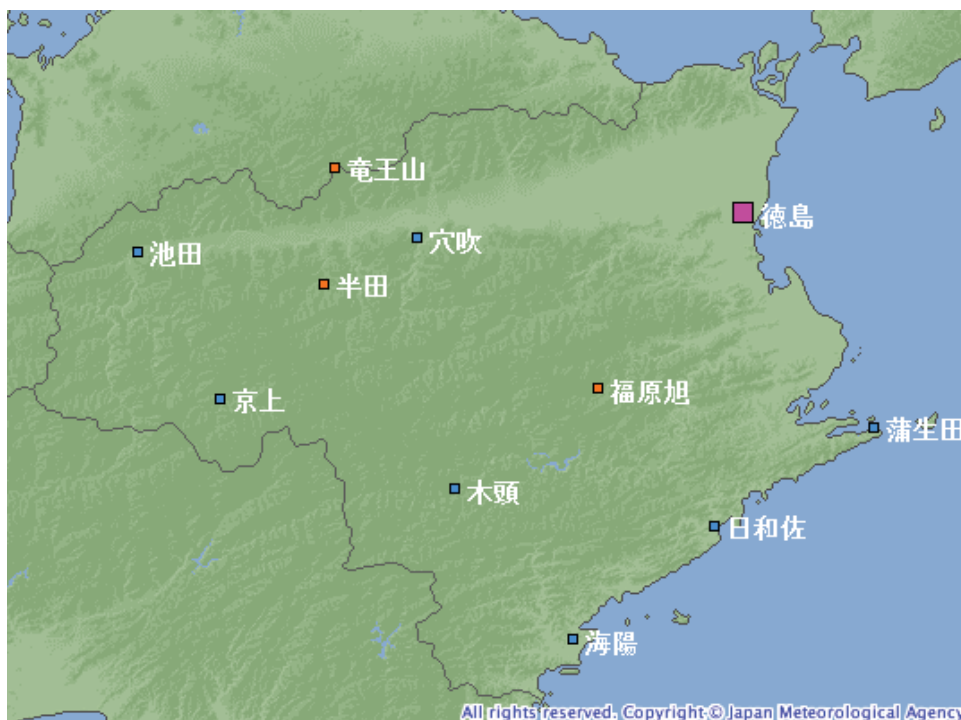 竜王山
徳島
穴吹
池田
半田
福原旭
京上
蒲生田
木頭
日和佐
海陽
All rights reserved. Copyright © Japan Meteorological Agency